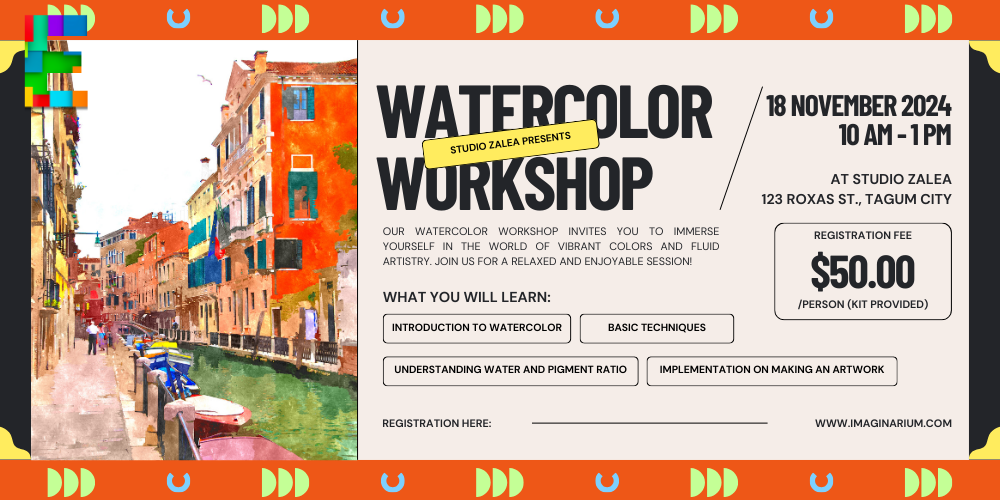 WATERCOLOR
STUDIO ZALEA PRESENTS
WORKSHOP
OUR WATERCOLOR WORKSHOP INVITES YOU TO IMMERSE
YOURSELF IN THE WORLD OF VIBRANT COLORS AND FLUID
ARTISTRY. JOIN US FOR A RELAXED AND ENJOYABLE SESSION!
WHAT YOU WILL LEARN:
INTRODUCTION TO WATERCOLOR
BASIC TECHNIQUES
UNDERSTANDING WATER AND PIGMENT RATIO
IMPLEMENTATION ON MAKING AN ARTWORK
18 NOVEMBER 2024
10 AM - 1 PM
AT STUDIO ZALEA
123 ROXAS ST., TAGUM CITY
REGISTRATION FEE
$50.00
/PERSON (KIT PROVIDED)
REGISTRATION HERE:
WWW.IMAGINARIUM.COM